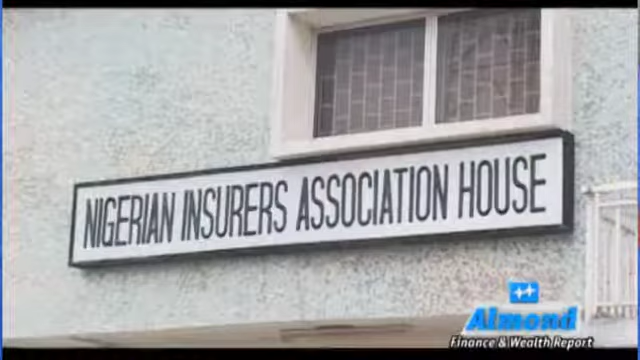 NIGERIAN INSURERS ASSOCIATION HOUSE
Almond
Finance & Wealth Report